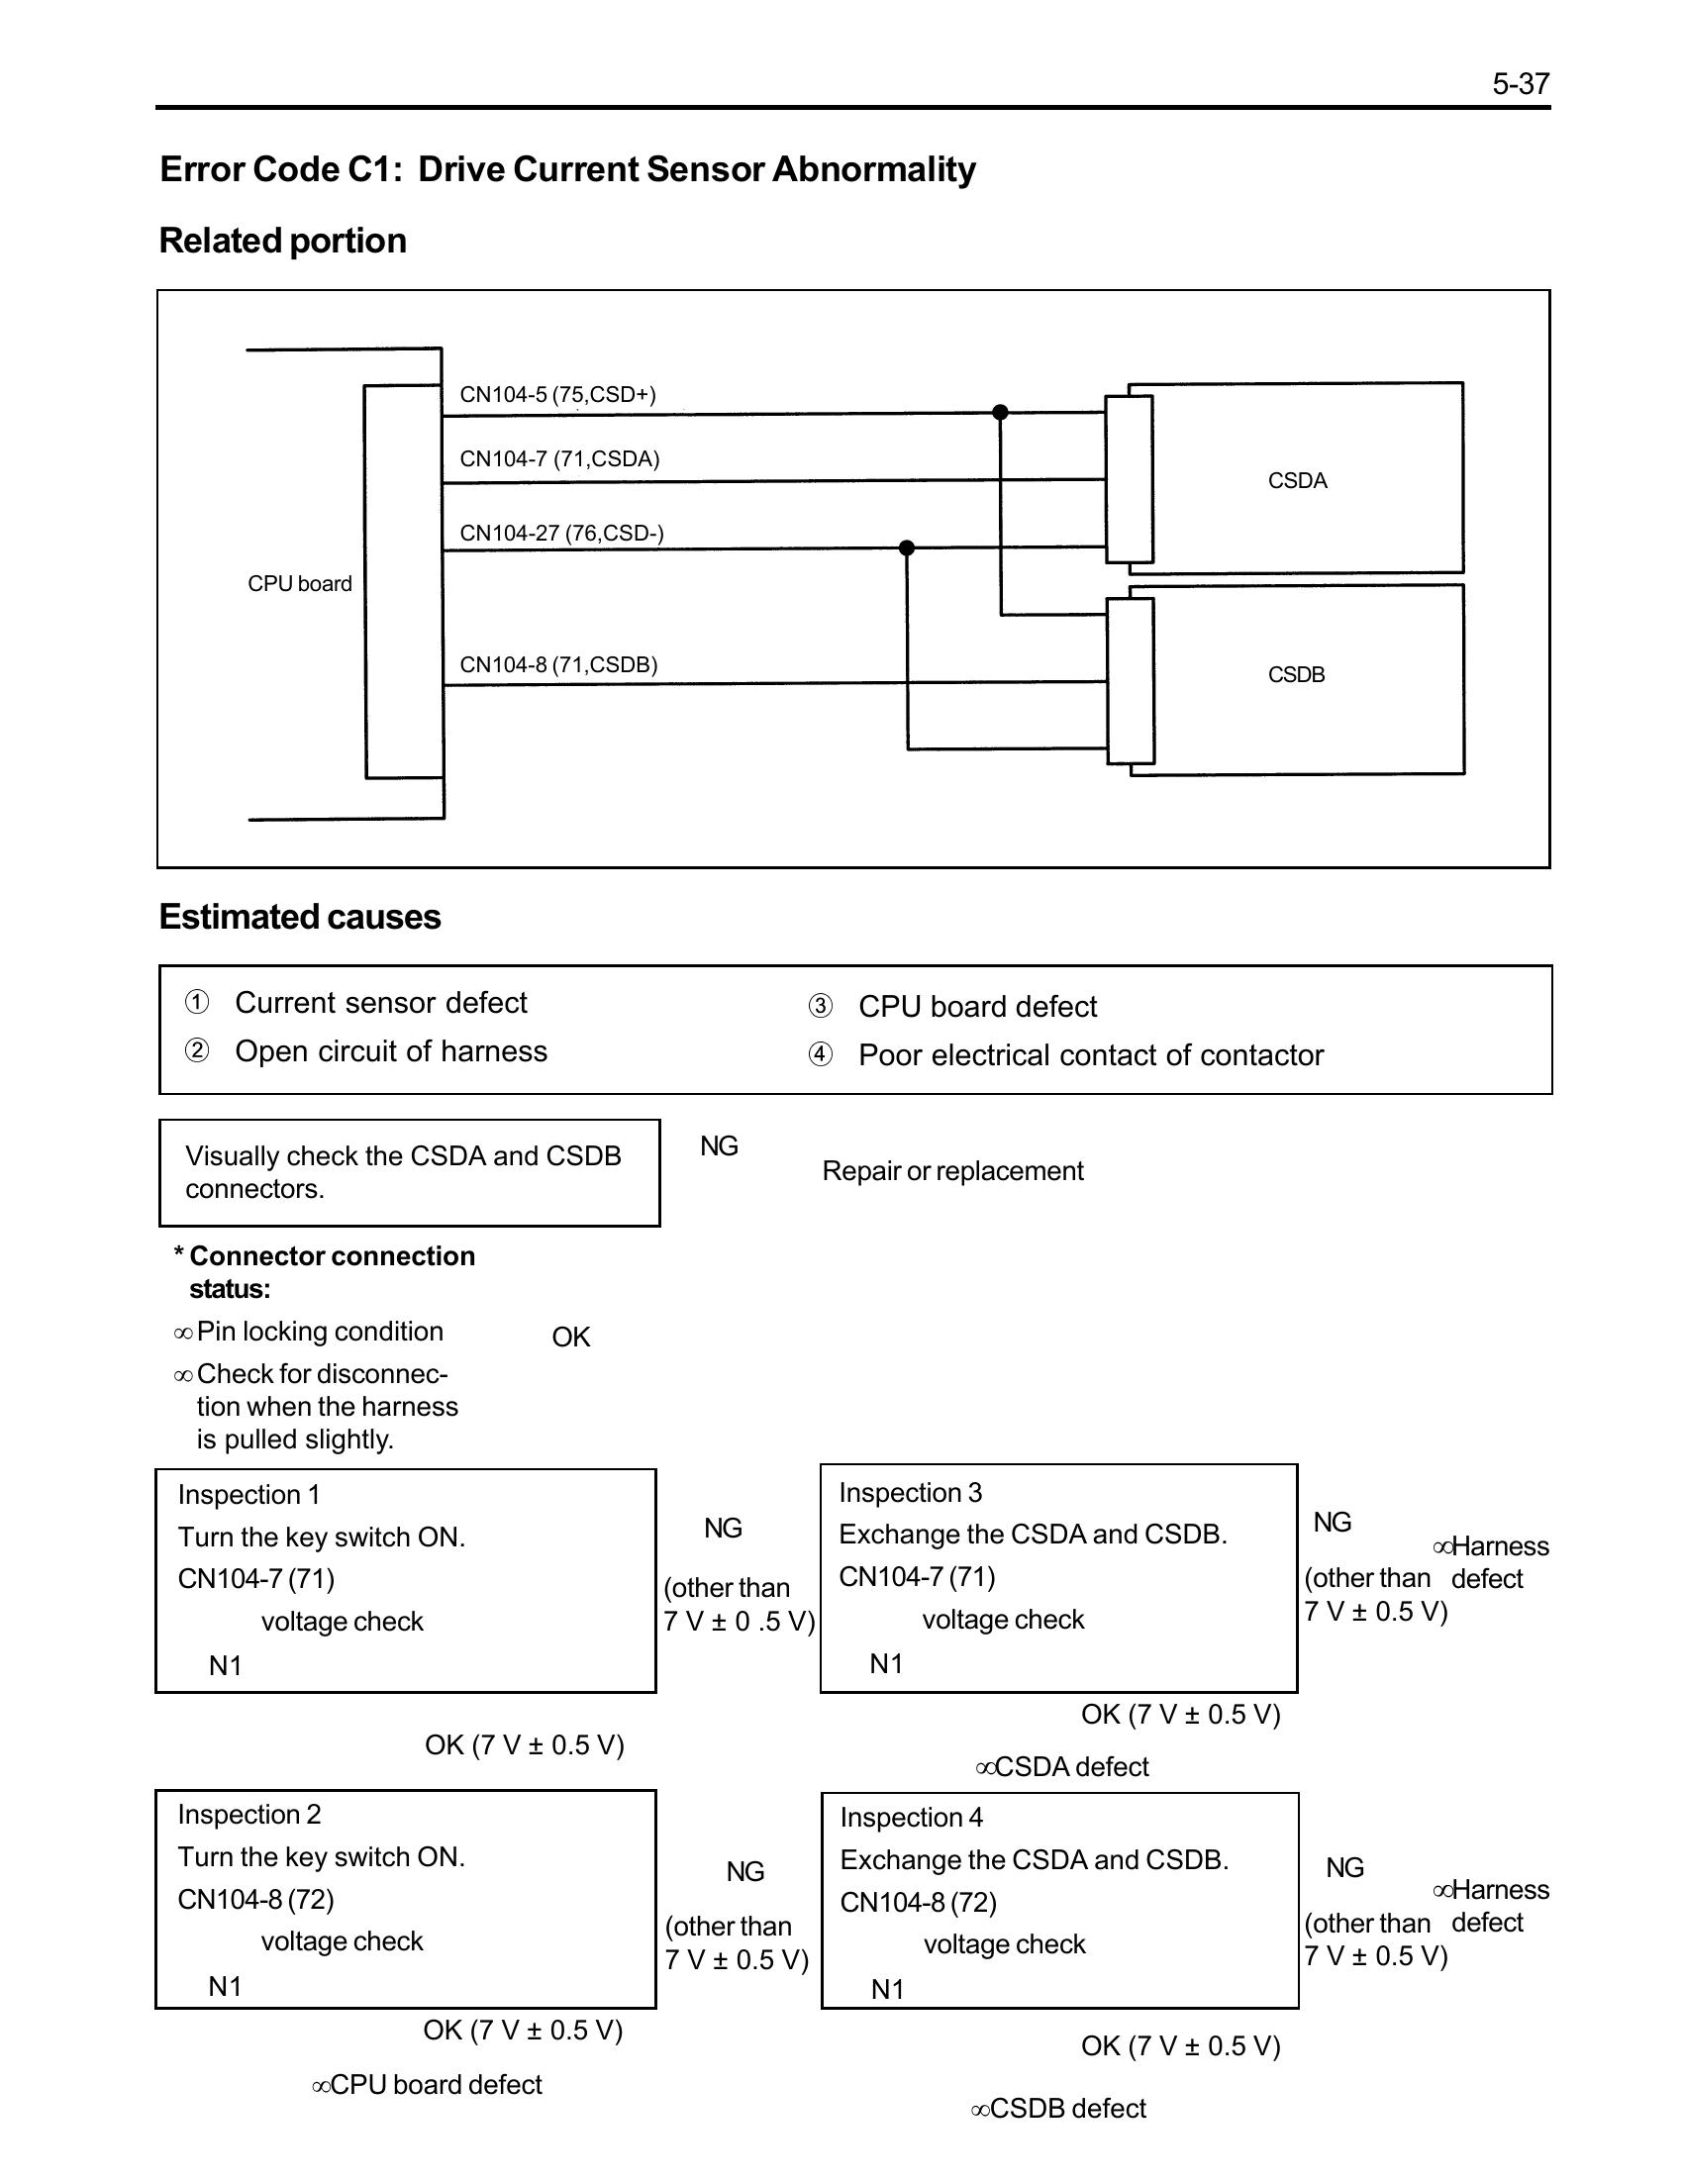 5-37
Error Code C1:  Drive Current Sensor Abnormality
Related portion
CN104-5 (75,CSD+)
CN104-7 (71,CSDA)
CSDA
CN104-27 (76,CSD-)
CPU board
CN104-8 (71,CSDB)
CSDB
Estimated causes
① Current sensor defect
② Open circuit of harness
③ CPU board defect
④ Poor electrical contact of contactor
Visually check the CSDA and CSDB
connectors.
NG
Repair or replacement
* Connector connection
status:
∞ Pin locking condition
OK
∞ Check for disconnec-
tion when the harness
is pulled slightly.
Inspection 1
Turn the key switch ON.
CN104-7 (71)
voltage check
N1
NG
(other than
7 V ± 0 .5 V)
OK (7 V ± 0.5 V)
Inspection 3
Exchange the CSDA and CSDB.
CN104-7 (71)
voltage check
N1
NG
(other than
7 V ± 0.5 V)
∞Harness
defect
OK (7 V ± 0.5 V)
∞CSDA defect
Inspection 2
Turn the key switch ON.
CN104-8 (72)
voltage check
N1
NG
(other than
7 V ± 0.5 V)
OK (7 V ± 0.5 V)
∞CPU board defect
Inspection 4
Exchange the CSDA and CSDB.
CN104-8 (72)
voltage check
N1
NG
(other than
7 V ± 0.5 V)
∞Harness
defect
OK (7 V ± 0.5 V)
∞CSDB defect